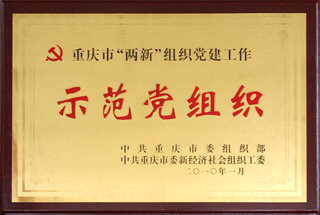 重庆市“两新”组织党建工作
示范党组织
中共重庆市委组织部
中共重庆市委新经济社会组织工委
二○一○年一月